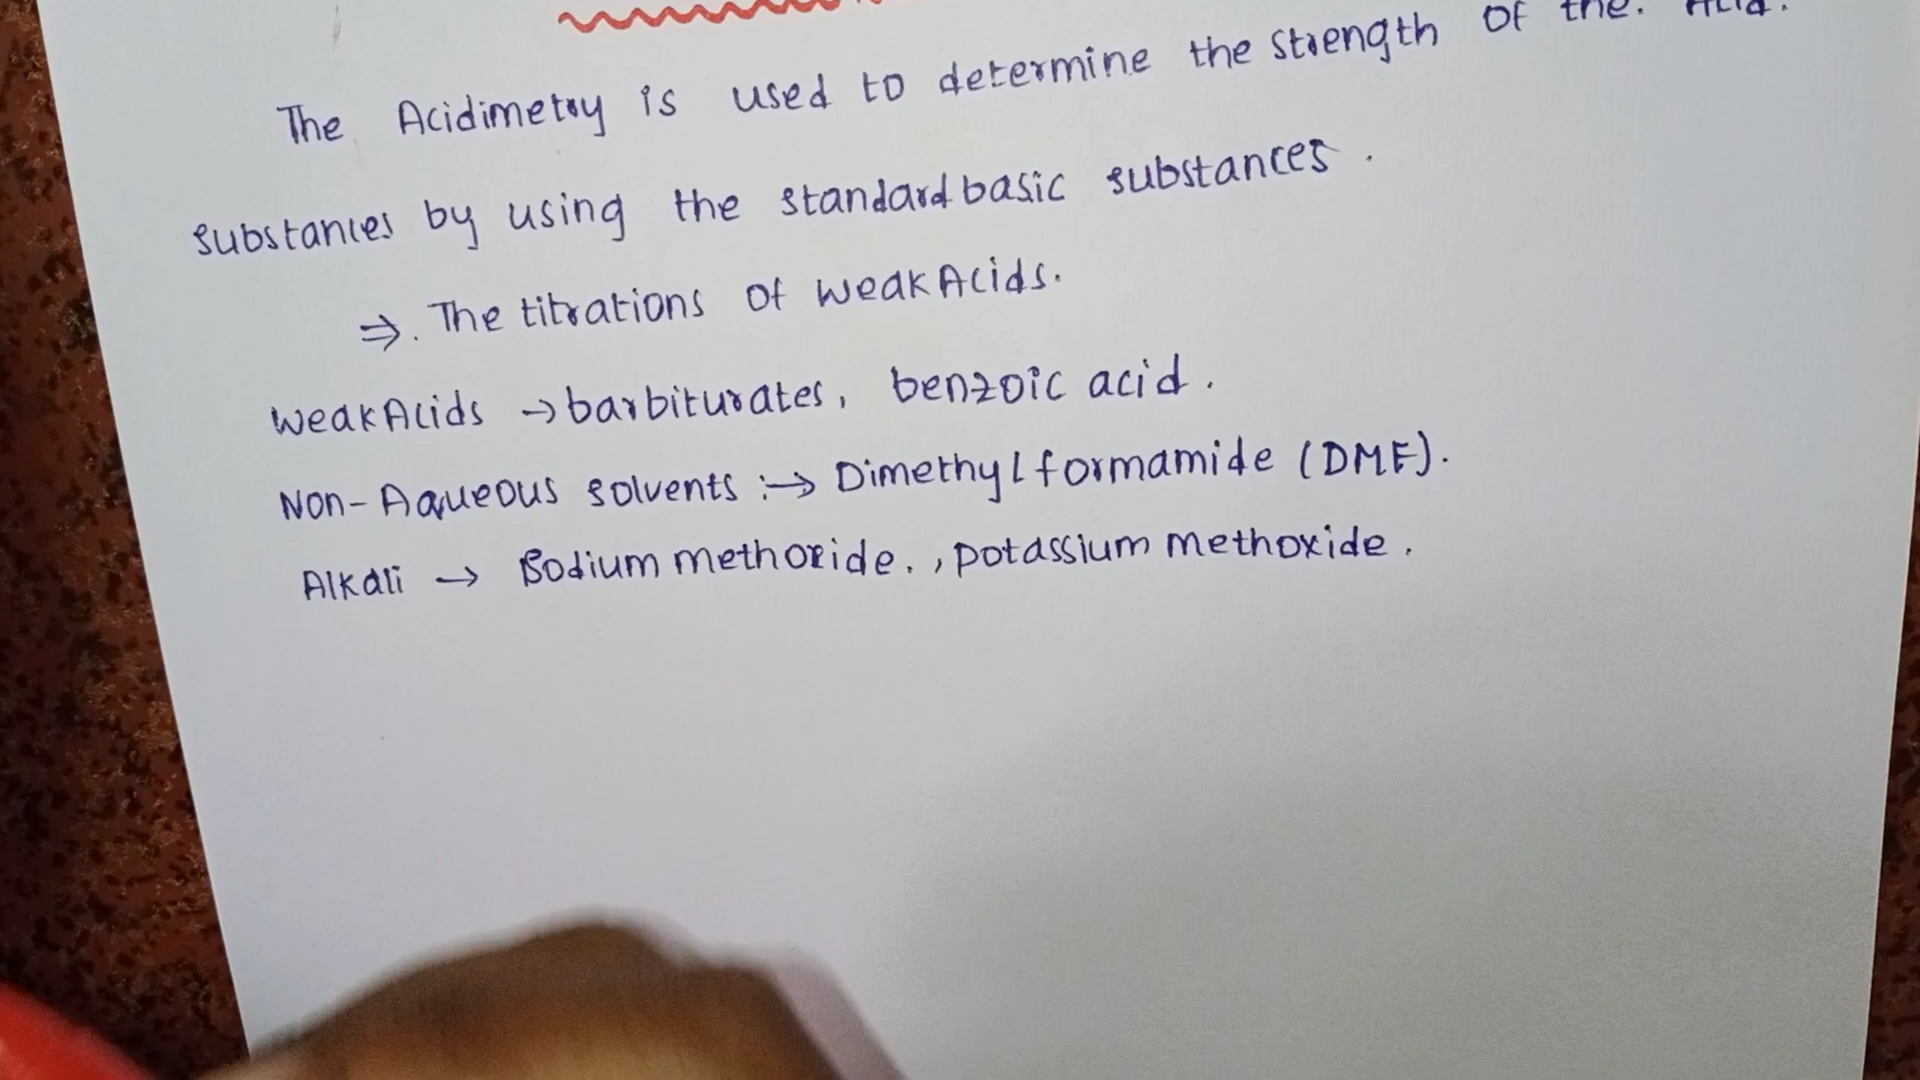 The Acidimetry is used to determine the strength of the. Acid.
substances by using the standard basic substances.
⇒. The titrations of weak Acids.
weak Acids → barbiturates, benzoic acid.
Non-Aqueous solvents :→ Dimethyl formamide (DMF).
Alkali → Sodium methoxide., potassium methoxide.